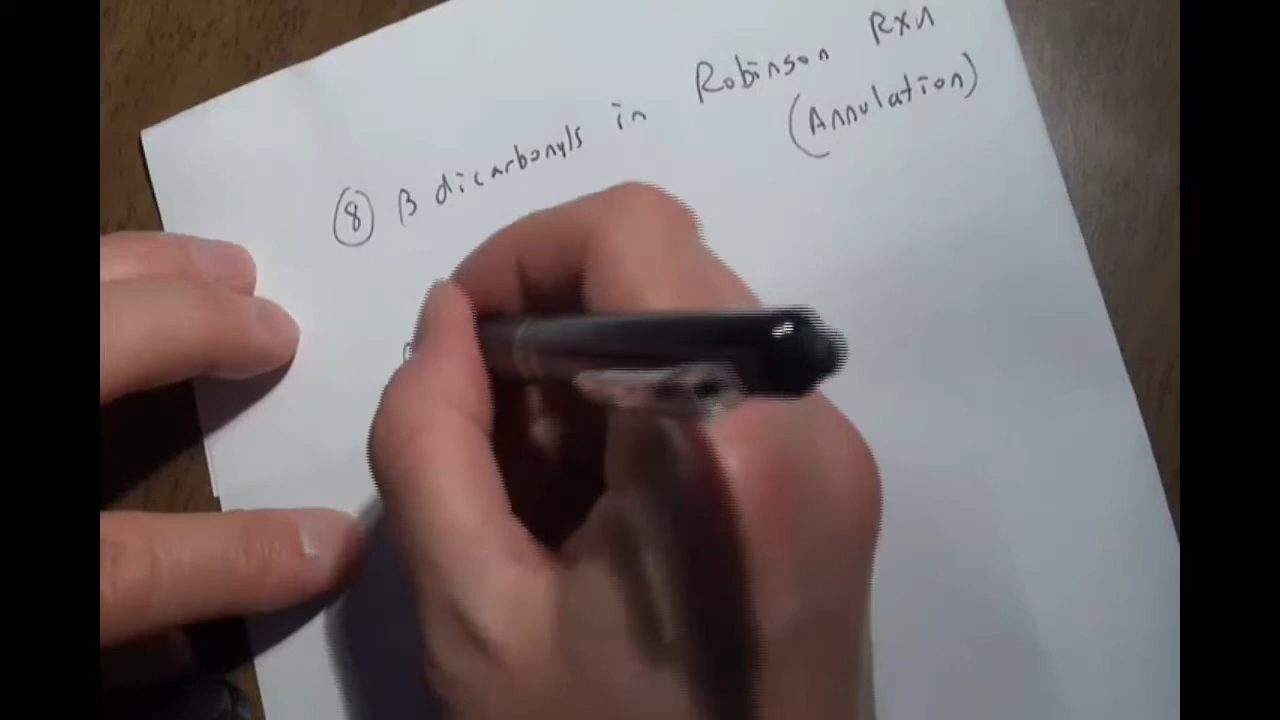 ⑧ β dicarbonyls in Robinson Rxn
(Annulation)